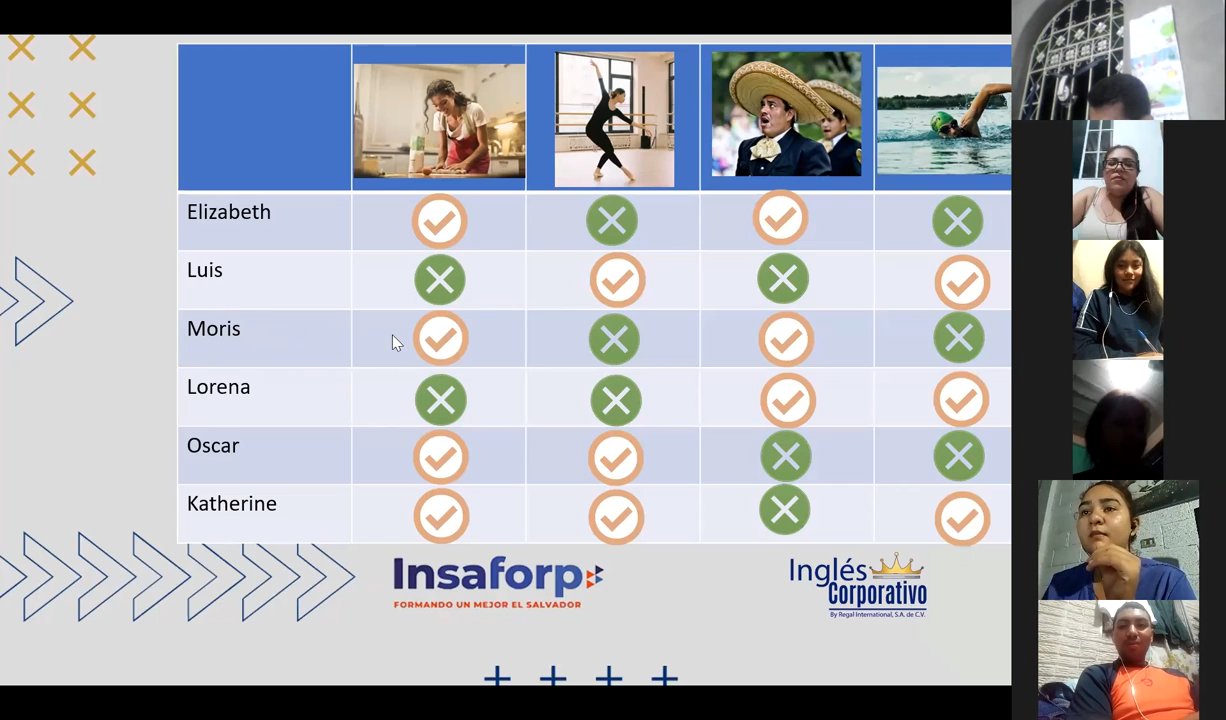 Elizabeth
Luis
Moris
Lorena
Oscar
Katherine
Insaforp
FORMANDO UN MEJOR EL SALVADOR
Inglés
Corporativo
By Regal International, S.A. de C.V.